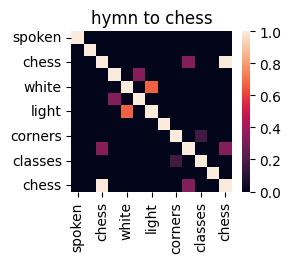 hymn to chess
spoken
chess
white
light
corners
classes
chess
1.0
0.8
0.6
0.4
0.2
0.0
spoken
chess
white
light
corners
classes
chess